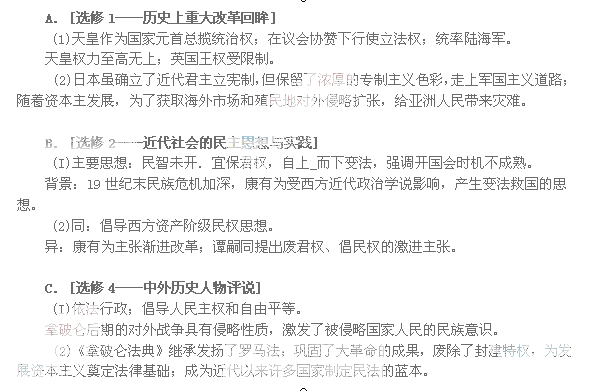 A. [选修 1——历史上重大改革回眸]
(1)天皇作为国家元首总揽统治权；在议会协赞下行使立法权；统率陆海军。
天皇权力至高无上；英国王权受限制。
(2)日本虽确立了近代君主立宪制,但保留了浓厚的专制主义色彩,走上军国主义道路；
随着资本主义发展，为了获取海外市场和殖民地对外侵略扩张，给亚洲人民带来灾难。
B. [选修 2——近代社会的民主思想与实践]
(I)主要思想：民智未开．宜保君权，自上_而下变法，强调开国会时机不成熟。
背景：19 世纪末民族危机加深，康有为受西方近代政治学说影响，产生变法救国的思
想。
(2)同：倡导西方资产阶级民权思想。
异：康有为主张渐进改革；谭嗣同提出废君权、倡民权的激进主张。
C. [选修 4——中外历史人物评说]
(I)依法行政；倡导人民主权和自由平等。
拿破仑后期的对外战争具有侵略性质，激发了被侵略国家人民的民族意识。
(2)《拿破仑法典》继承发扬了罗马法；巩固了大革命的成果，废除了封建特权，为发
展资本主义奠定法律基础；成为近代以来许多国家制定民法的蓝本。